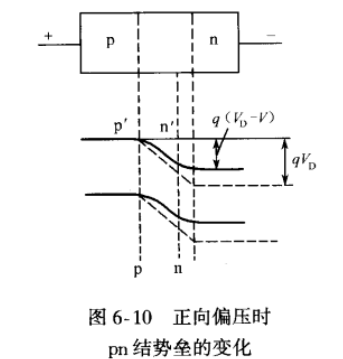 + p n −
p′ n′ q(V_D−V)
qV_D
p n
图 6-10 正向偏压时
pn 结势垒的变化